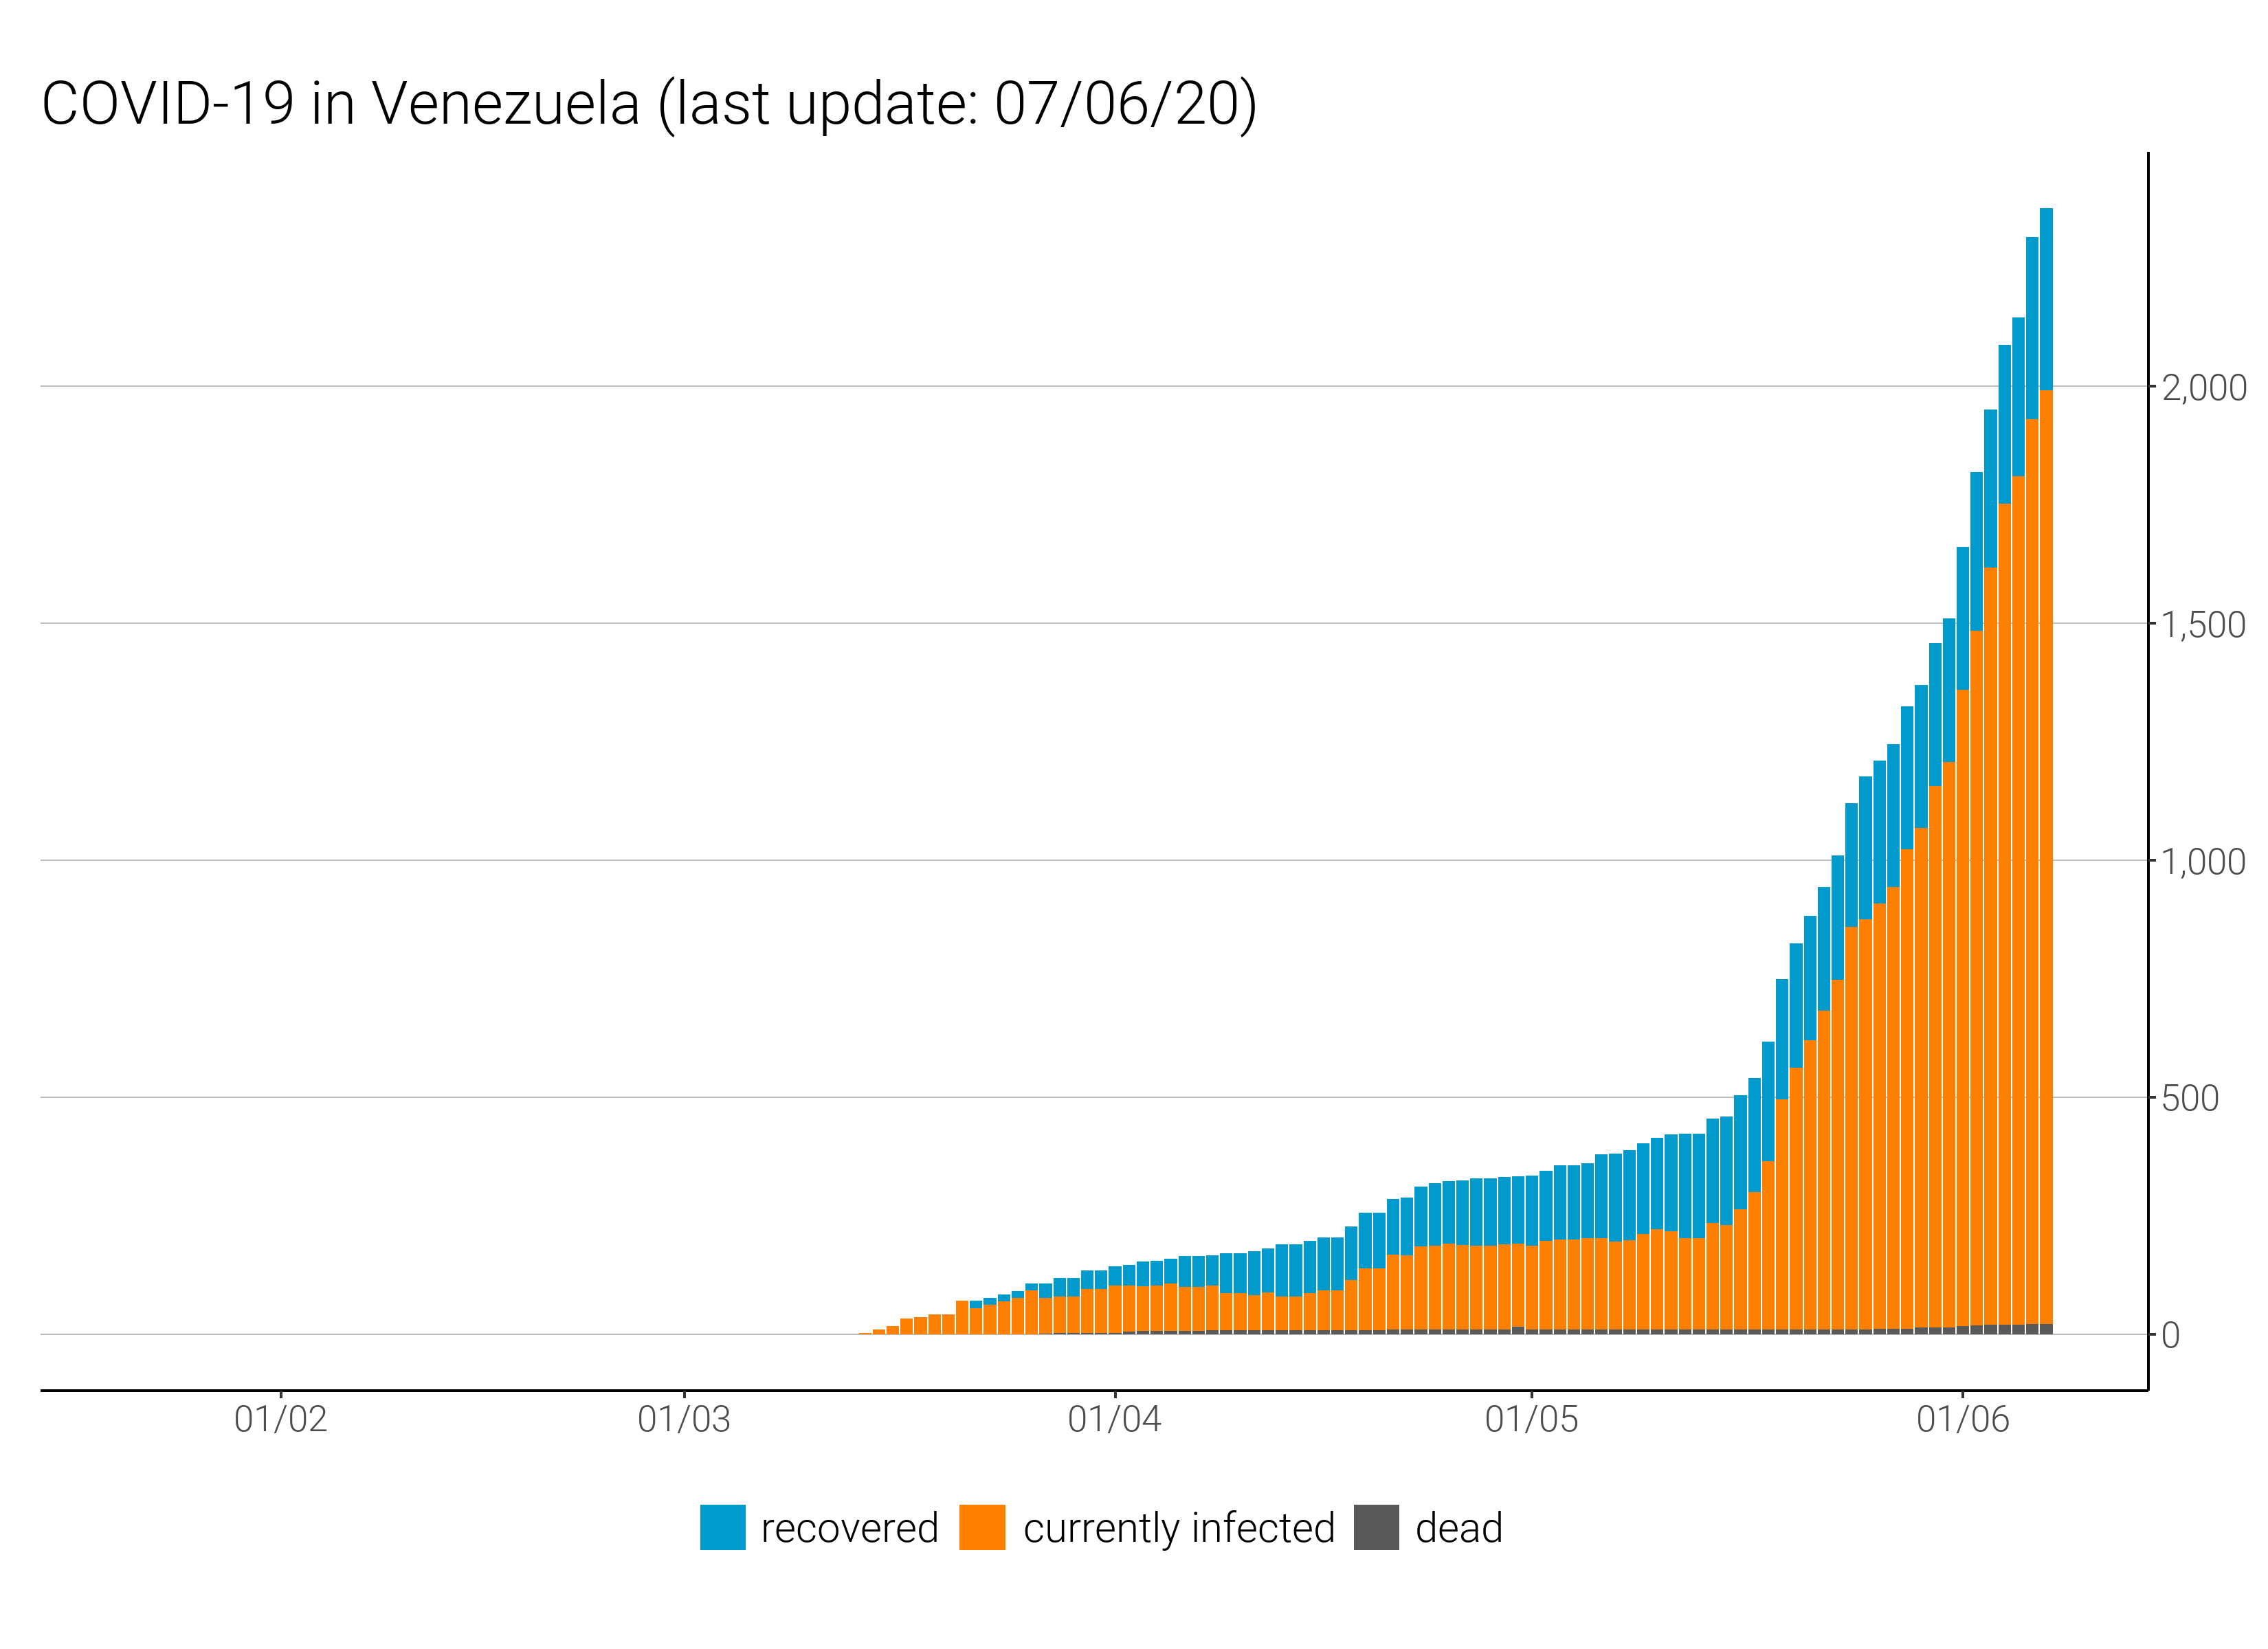 COVID-19 in Venezuela (last update: 07/06/20)
2,000
1,500
1,000
500
0
01/02 01/03 01/04 01/05 01/06
recovered currently infected dead